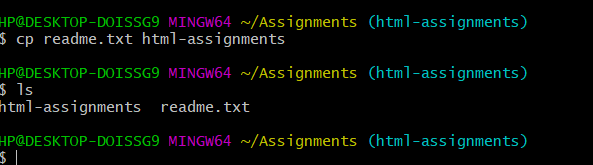 HP@DESKTOP-DOISSG9 MINGW64 ~/Assignments (html-assignments)
$ cp readme.txt html-assignments
HP@DESKTOP-DOISSG9 MINGW64 ~/Assignments (html-assignments)
$ ls
html-assignments  readme.txt
HP@DESKTOP-DOISSG9 MINGW64 ~/Assignments (html-assignments)
$